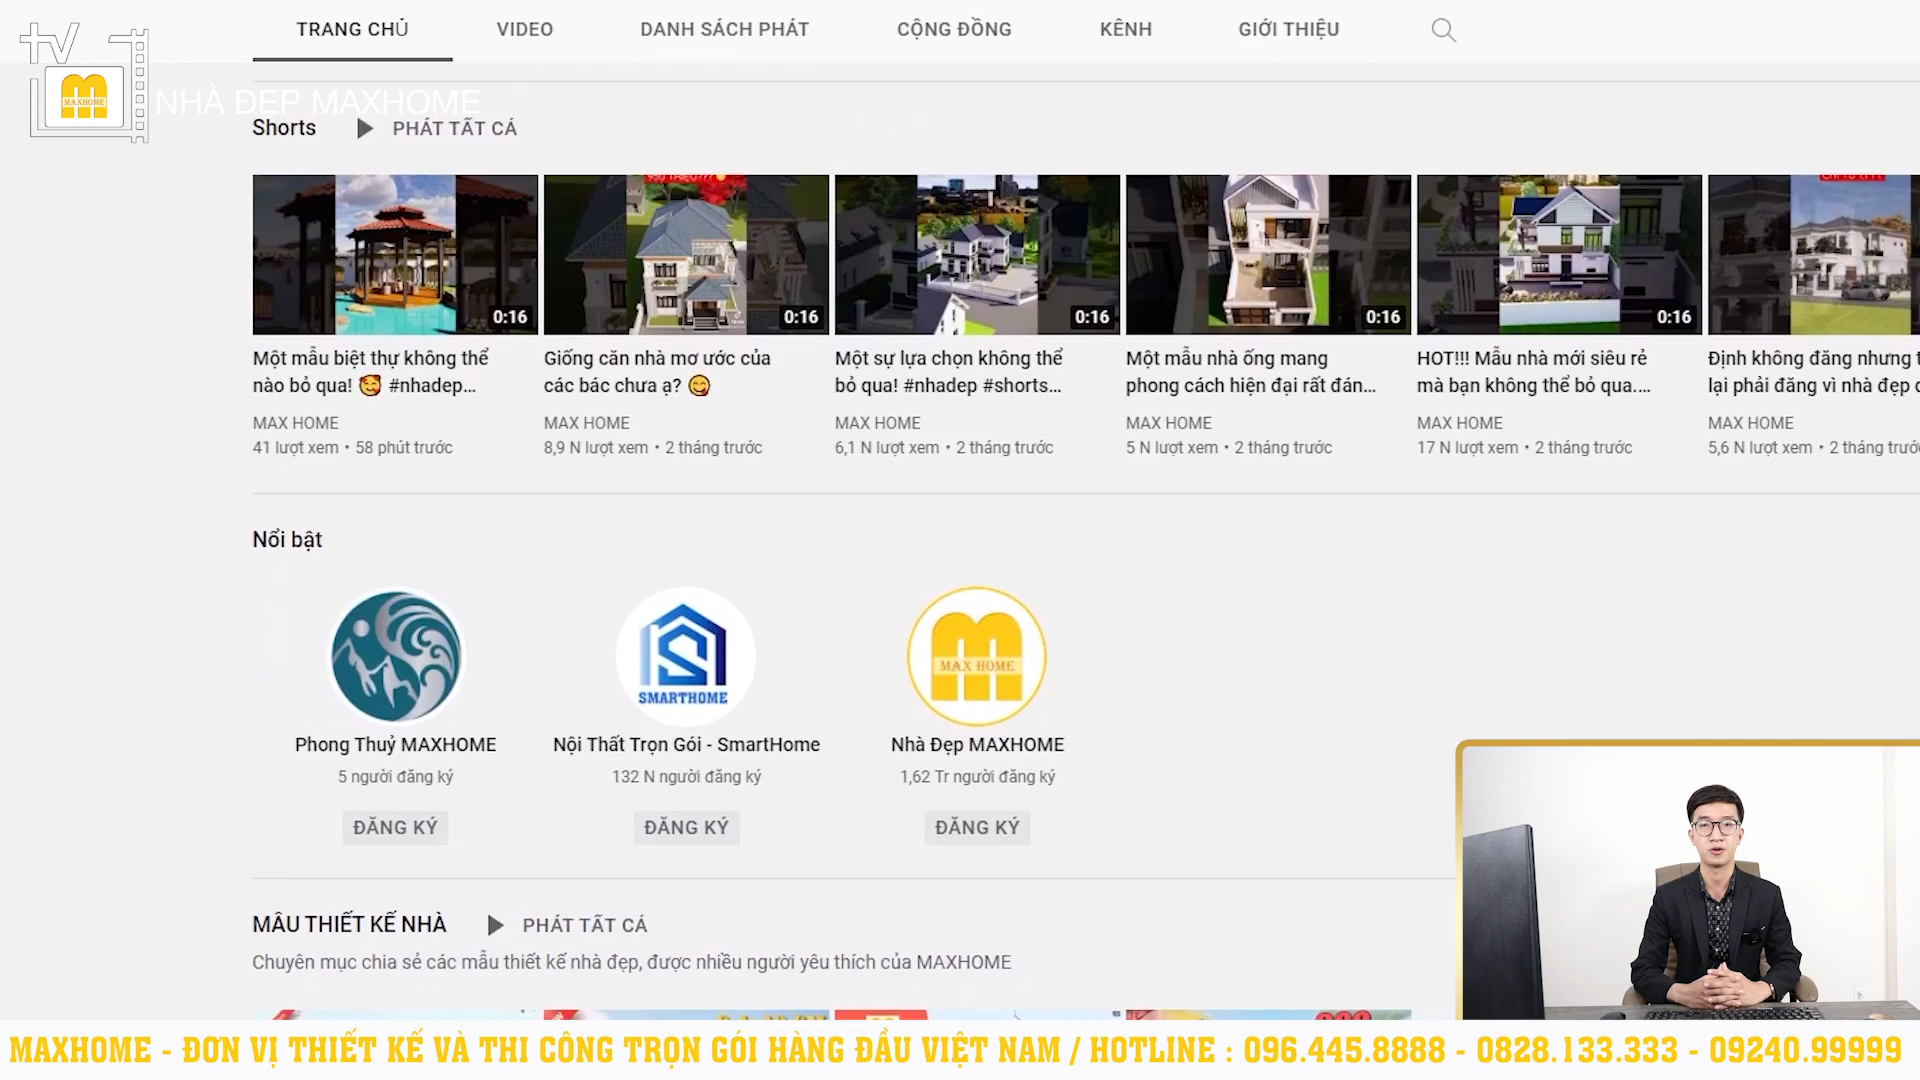 TRANG CHỦ VIDEO DANH SÁCH PHÁT CỘNG ĐỒNG KÊNH GIỚI THIỆU
tv
MAXHOME
NHÀ ĐẸP MAXHOME
Shorts PHÁT TẤT CẢ
0:16 0:16 0:16 0:16 0:16
Một mẫu biệt thự không thể
nào bỏ qua! 🥰 #nhadep...
MAX HOME
41 lượt xem • 58 phút trước
Giống căn nhà mơ ước của
các bác chưa ạ? 😋
MAX HOME
8,9 N lượt xem • 2 tháng trước
Một sự lựa chọn không thể
bỏ qua! #nhadep #shorts...
MAX HOME
6,1 N lượt xem • 2 tháng trước
Một mẫu nhà ống mang
phong cách hiện đại rất đán...
MAX HOME
5 N lượt xem • 2 tháng trước
HOT!!! Mẫu nhà mới siêu rẻ
mà bạn không thể bỏ qua....
MAX HOME
17 N lượt xem • 2 tháng trước
Định không đăng nhưng
lại phải đăng vì nhà đẹp
MAX HOME
5,6 N lượt xem • 2 tháng trước
Nổi bật
SMARTHOME
MAX HOME
Phong Thuỷ MAXHOME
5 người đăng ký
ĐĂNG KÝ
Nội Thất Trọn Gói - SmartHome
132 N người đăng ký
ĐĂNG KÝ
Nhà Đẹp MAXHOME
1,62 Tr người đăng ký
ĐĂNG KÝ
MẪU THIẾT KẾ NHÀ PHÁT TẤT CẢ
Chuyên mục chia sẻ các mẫu thiết kế nhà đẹp, được nhiều người yêu thích của MAXHOME
MAXHOME - ĐƠN VỊ THIẾT KẾ VÀ THI CÔNG TRỌN GÓI HÀNG ĐẦU VIỆT NAM / HOTLINE : 096.445.8888 - 0828.133.333 - 09240.99999